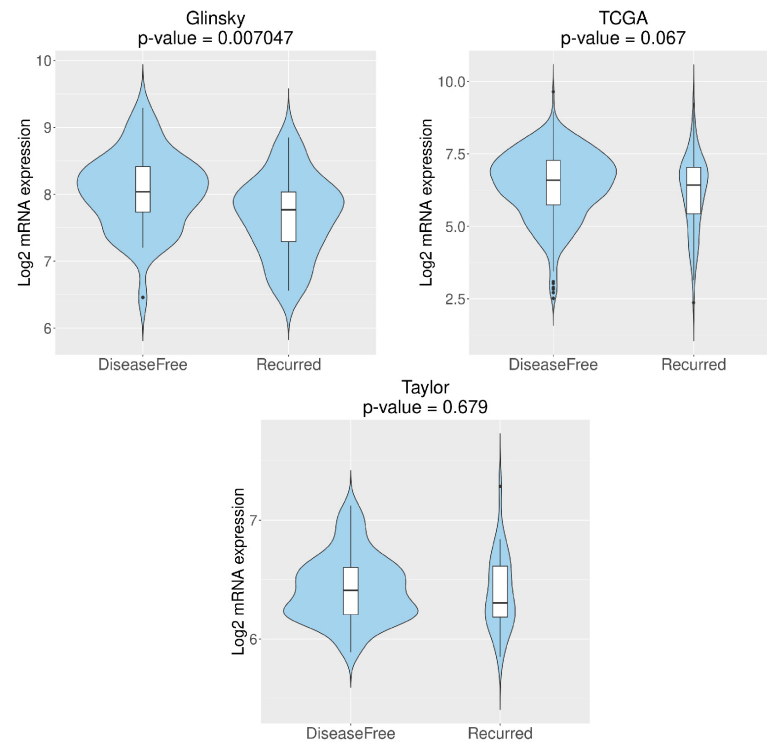 Glinsky
p-value = 0.007047
Log2 mRNA expression
10
9
8
7
6
DiseaseFree
Recurred
TCGA
p-value = 0.067
Log2 mRNA expression
10.0
7.5
5.0
2.5
DiseaseFree
Recurred
Taylor
p-value = 0.679
Log2 mRNA expression
7
6
DiseaseFree
Recurred